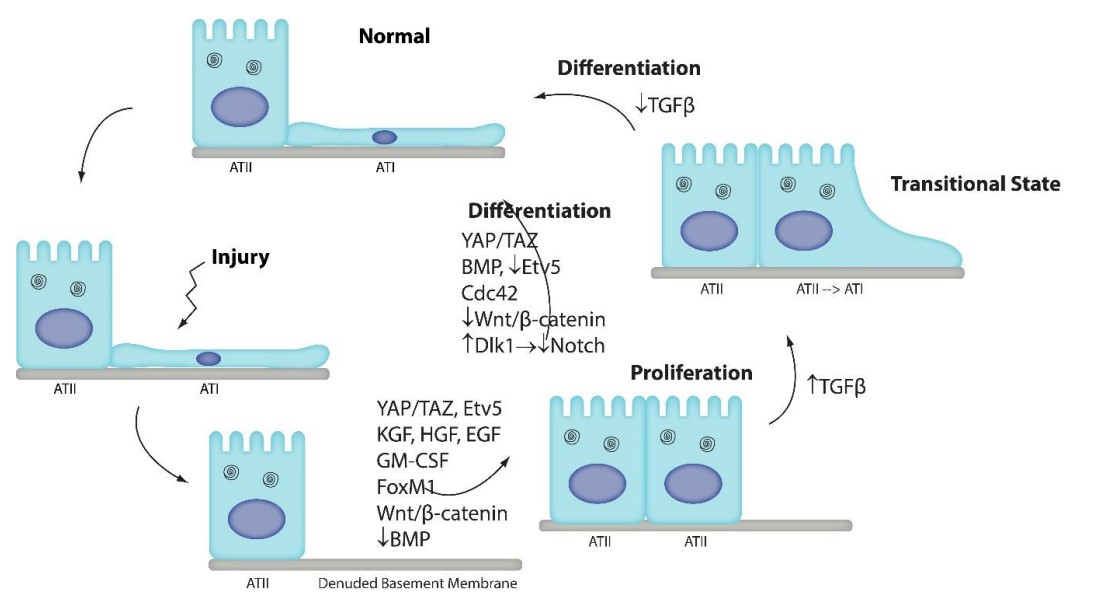 Normal
Differentiation
↓TGFβ
ATII
ATI
Transitional State
ATII
ATII --> ATI
Differentiation
YAP/TAZ
BMP, ↓Etv5
Cdc42
↓Wnt/β-catenin
↑Dlk1→↓Notch
Injury
ATII
ATI
Proliferation
↑TGFβ
YAP/TAZ, Etv5
KGF, HGF, EGF
GM-CSF
FoxM1
Wnt/β-catenin
↓BMP
ATII
ATII
ATII
Denuded Basement Membrane